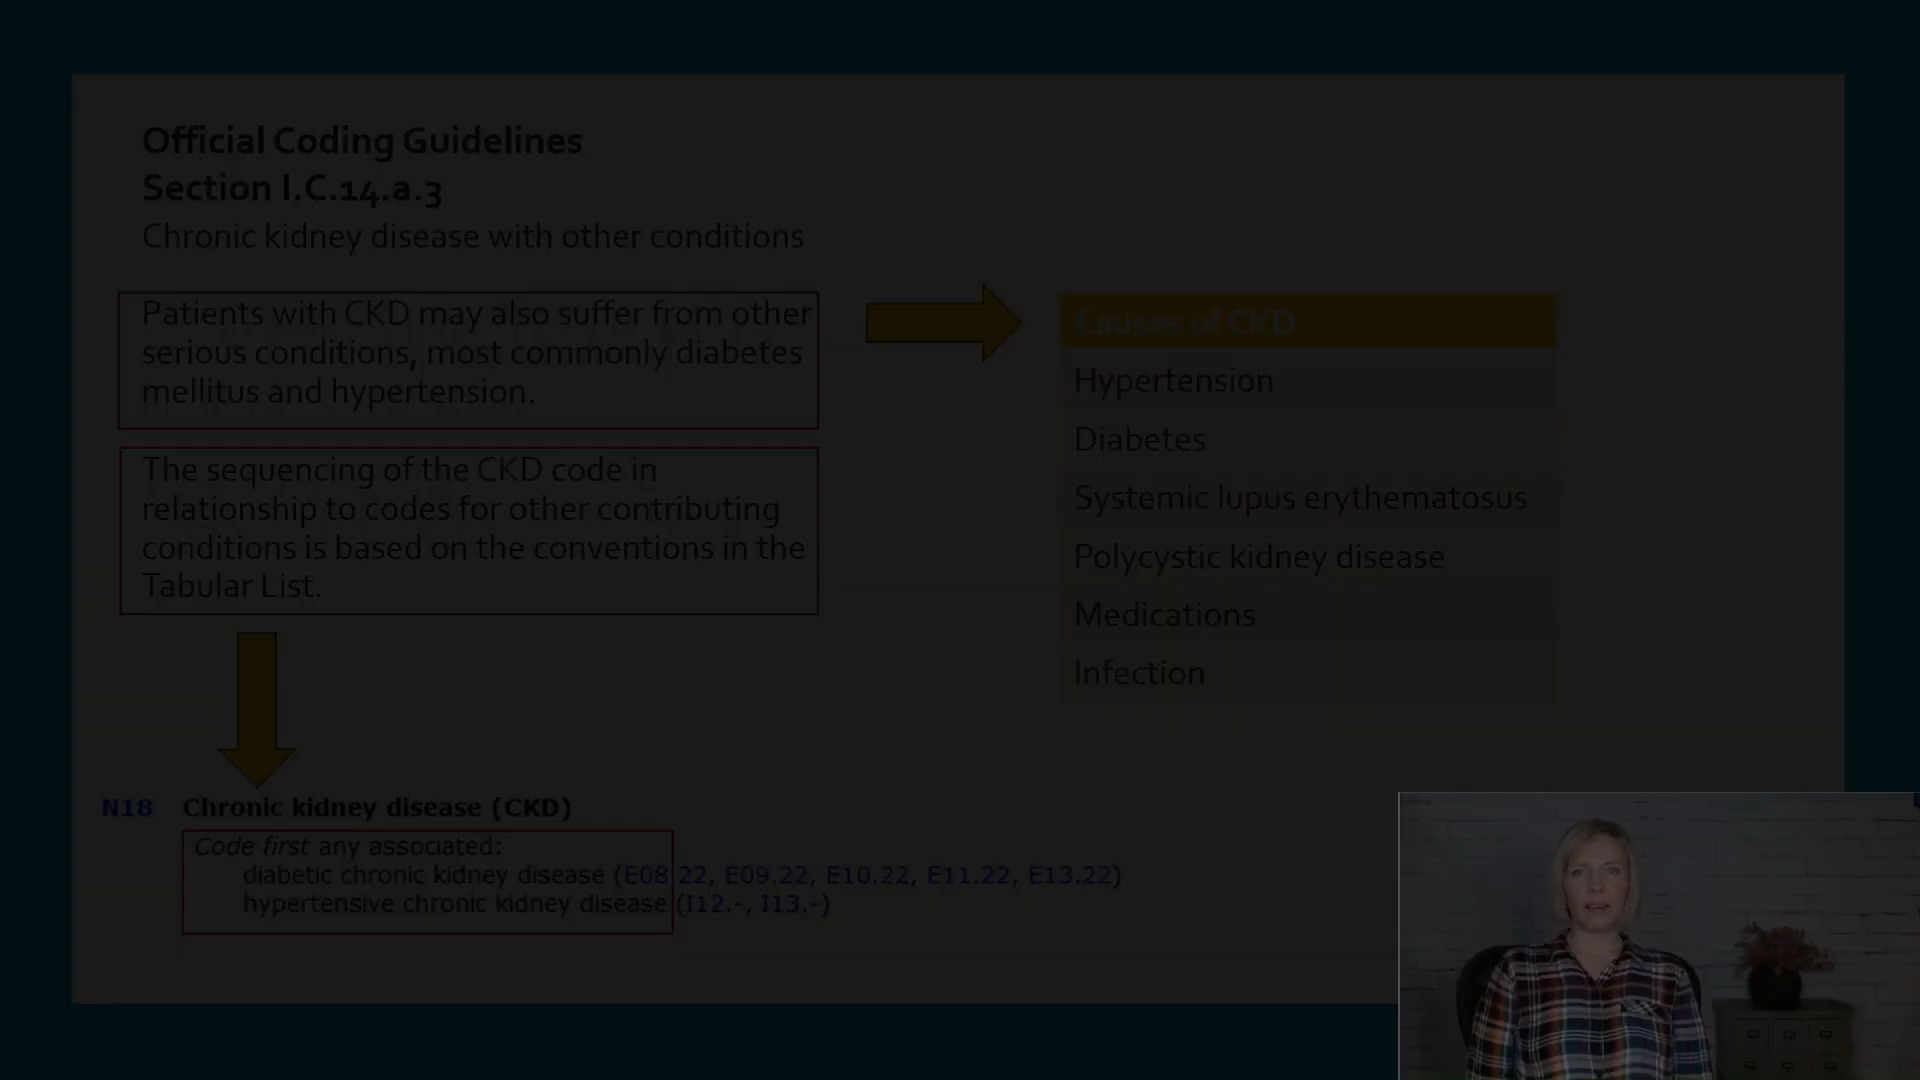 Official Coding Guidelines
Section I.C.14.a.3
Chronic kidney disease with other conditions
Patients with CKD may also suffer from other
serious conditions, most commonly diabetes
mellitus and hypertension.
The sequencing of the CKD code in
relationship to codes for other contributing
conditions is based on the conventions in the
Tabular List.
Causes of CKD
Hypertension
Diabetes
Systemic lupus erythematosus
Polycystic kidney disease
Medications
Infection
N18 Chronic kidney disease (CKD)
Code first any associated:
diabetic chronic kidney disease (E08.22, E09.22, E10.22, E11.22, E13.22)
hypertensive chronic kidney disease (I12.-, I13.-)